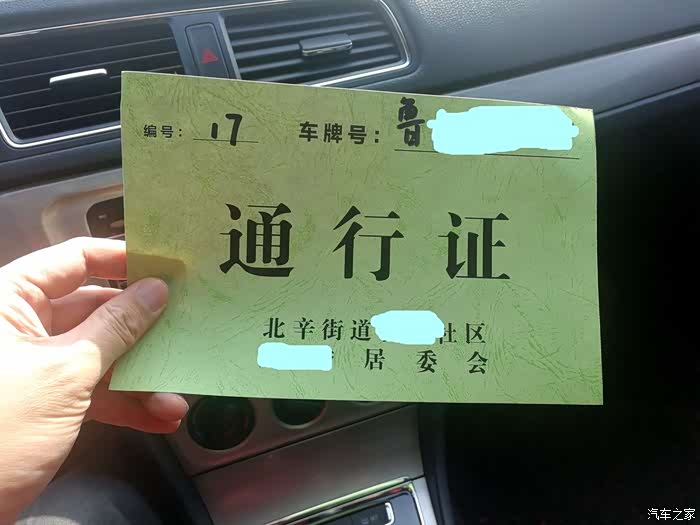 编号: 17 车牌号: 鲁
通行证
北辛街道 社区
居委会
汽车之家